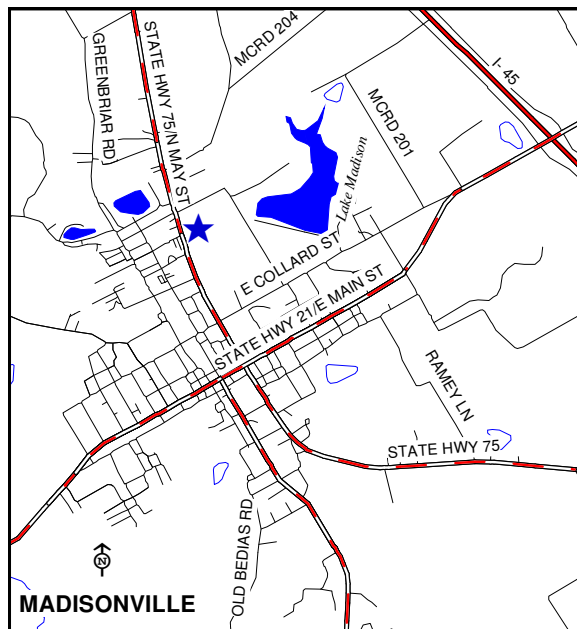 MCRD 204
GREENBRIAR RD
STATE HWY 75/N MAY ST
I- 45
MCRD 201
Lake Madison
E COLLARD ST
STATE HWY 21/E MAIN ST
RAMEY LN
STATE HWY 75
OLD BEDIAS RD
N
MADISONVILLE